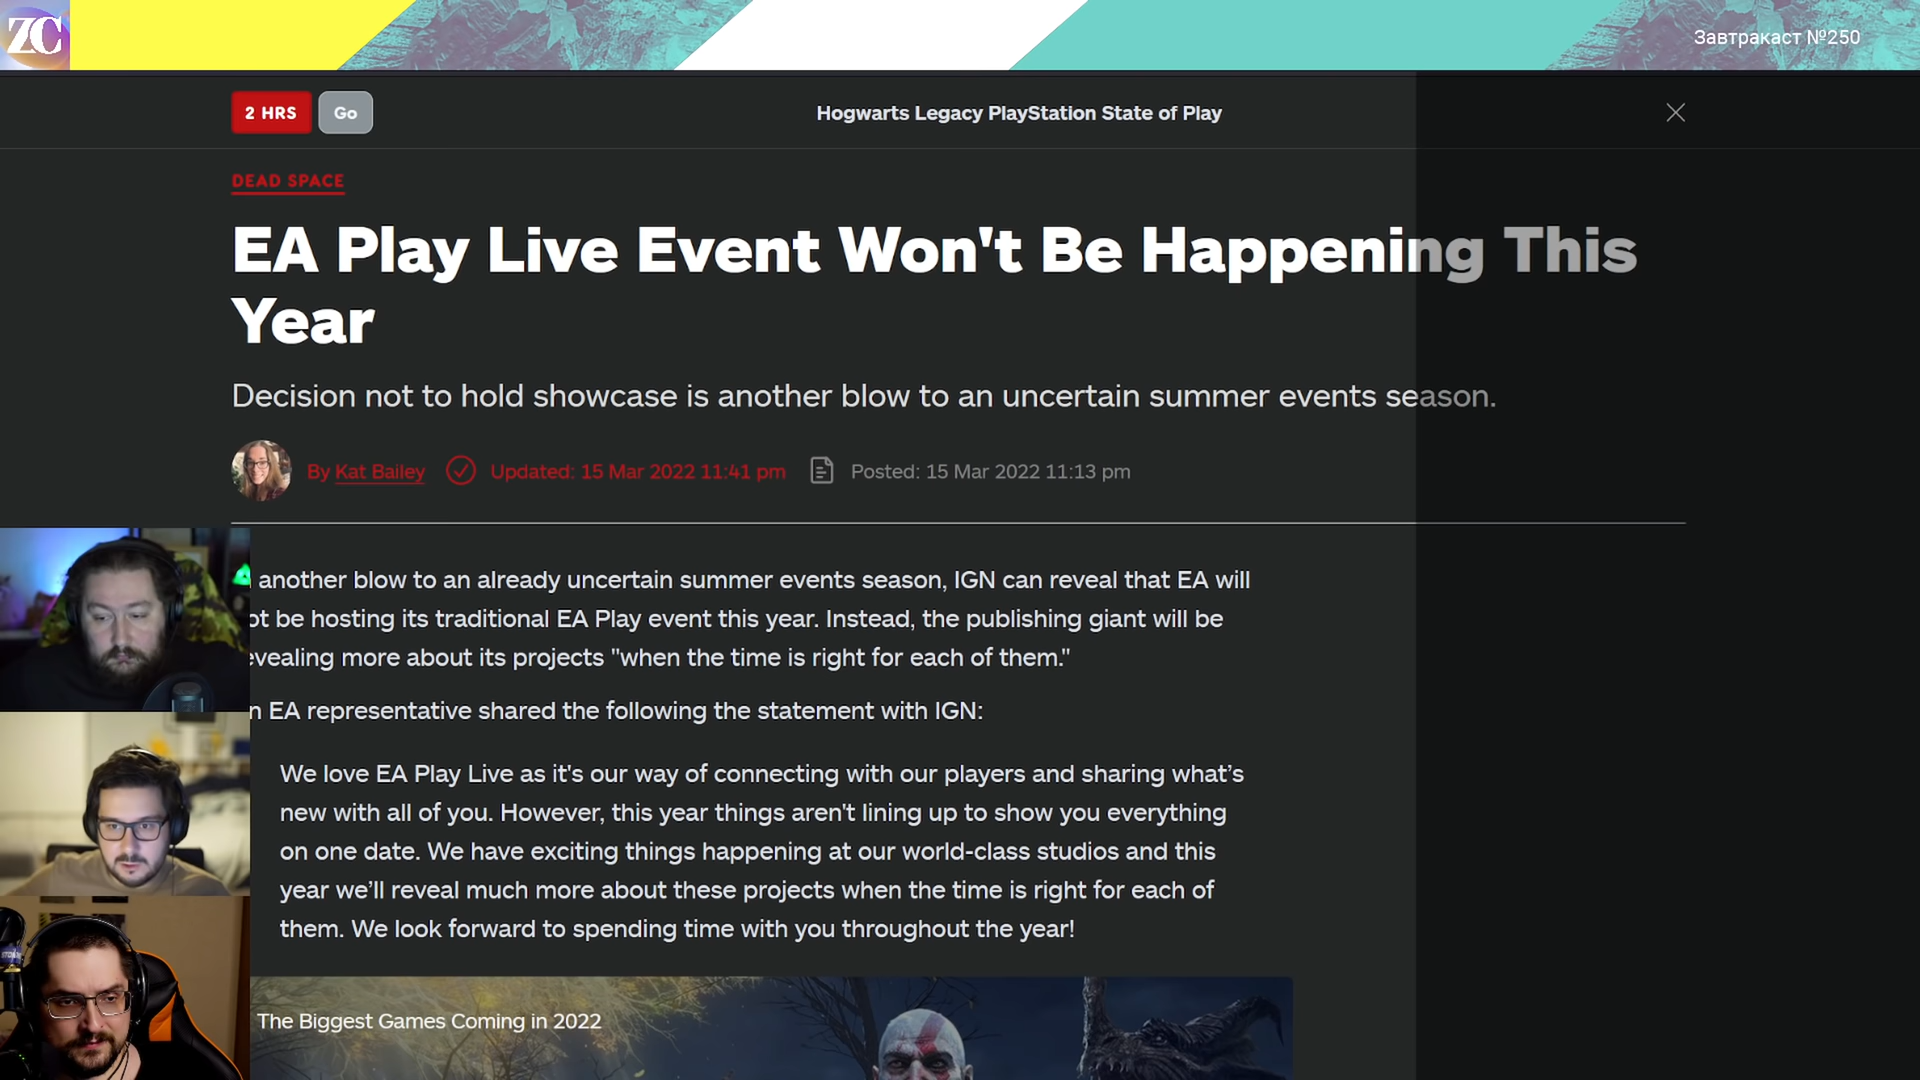 ZC
Завтракаст №250
2 HRS
Go
Hogwarts Legacy PlayStation State of Play
DEAD SPACE
EA Play Live Event Won't Be Happening This
Year
Decision not to hold showcase is another blow to an uncertain summer events season.
By Kat Bailey
Updated: 15 Mar 2022 11:41 pm
Posted: 15 Mar 2022 11:13 pm
another blow to an already uncertain summer events season, IGN can reveal that EA will
be hosting its traditional EA Play event this year. Instead, the publishing giant will be
more about its projects "when the time is right for each of them."
EA representative shared the following the statement with IGN:
We love EA Play Live as it's our way of connecting with our players and sharing what's
new with all of you. However, this year things aren't lining up to show you everything
on one date. We have exciting things happening at our world-class studios and this
year we'll reveal much more about these projects when the time is right for each of
them. We look forward to spending time with you throughout the year!
The Biggest Games Coming in 2022